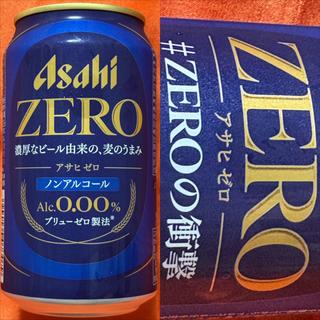 Asahi
ZERO
濃厚なビール由来の、麦のうまみ
アサヒ ゼロ
ノンアルコール
Alc.0.00%
ブリューゼロ製法*
ZERO
アサヒ ゼロ
#ZEROの衝撃